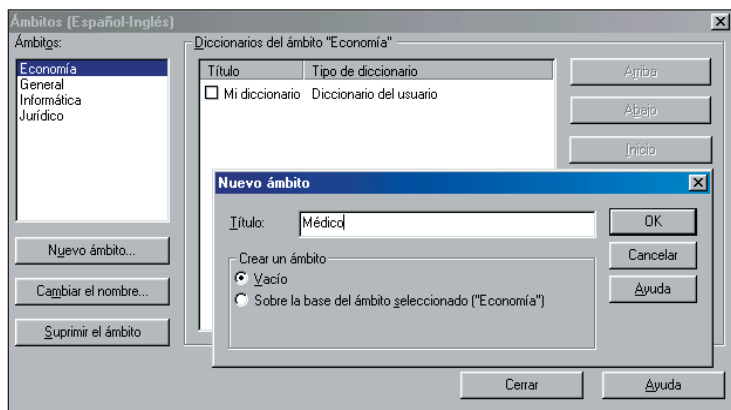 Ámbitos (Español-Inglés)
Ámbitos:
Economía
General
Informática
Jurídico
Nuevo ámbito...
Cambiar el nombre...
Suprimir el ámbito
Diccionarios del ámbito "Economía"
Título Tipo de diccionario
Mi diccionario Diccionario del usuario
Arriba
Abajo
Inicio
Nuevo ámbito
Título: Médico
OK
Crear un ámbito
Cancelar
Vacío
Ayuda
Sobre la base del ámbito seleccionado ("Economía")
Cerrar
Ayuda